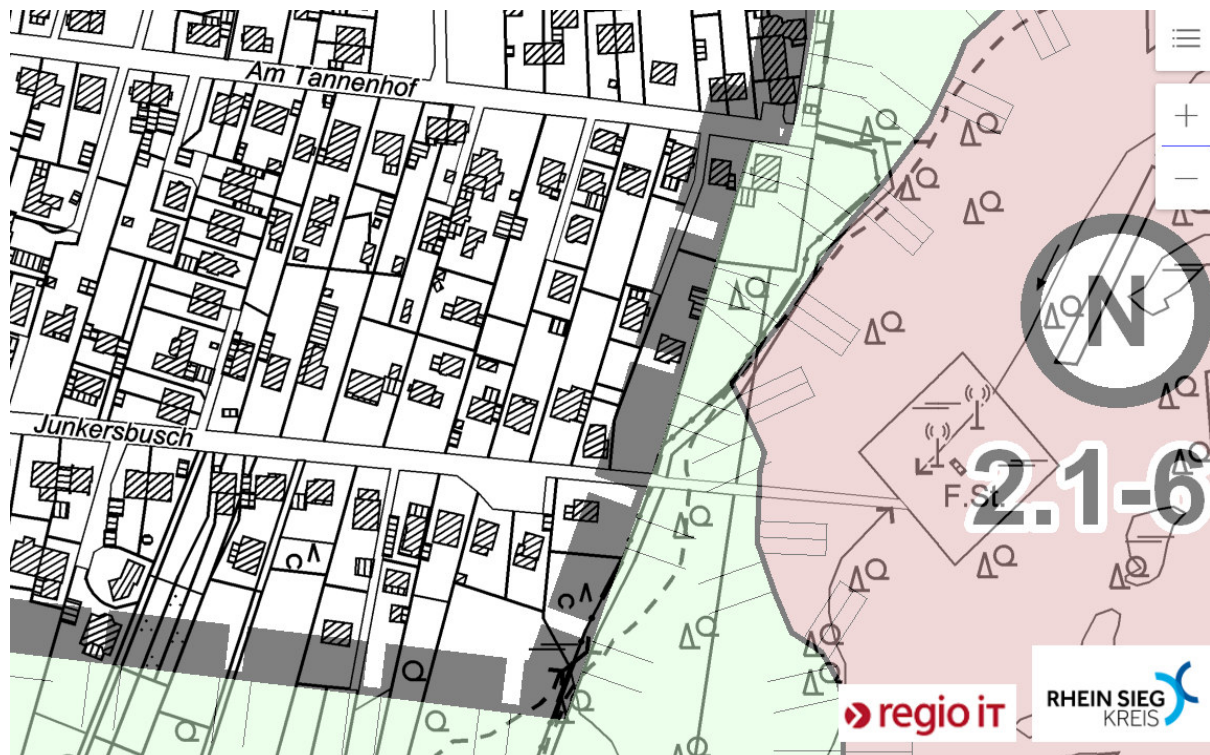 Am Tannenhof
N
Junkersbusch
F.St.
2.1-6
regio iT
RHEIN SIEG
KREIS